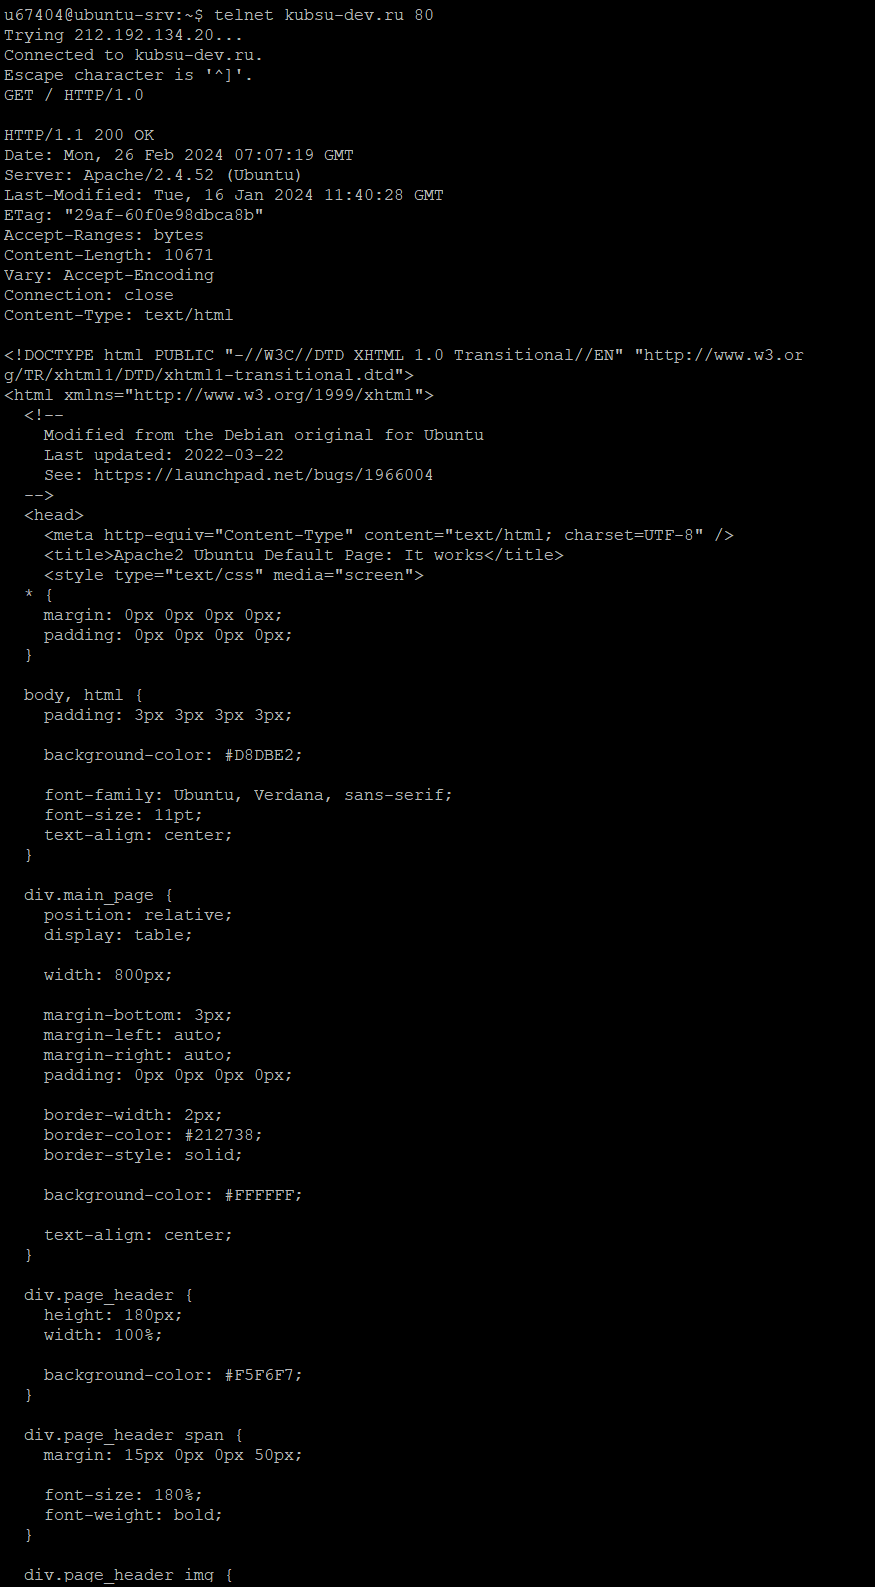 u67404@ubuntu-srv:~$ telnet kubsu-dev.ru 80
Trying 212.192.134.20...
Connected to kubsu-dev.ru.
Escape character is '^]'.
GET / HTTP/1.0

HTTP/1.1 200 OK
Date: Mon, 26 Feb 2024 07:07:19 GMT
Server: Apache/2.4.52 (Ubuntu)
Last-Modified: Tue, 16 Jan 2024 11:40:28 GMT
ETag: "29af-60f0e98dbca8b"
Accept-Ranges: bytes
Content-Length: 10671
Vary: Accept-Encoding
Connection: close
Content-Type: text/html

<!DOCTYPE html PUBLIC "-//W3C//DTD XHTML 1.0 Transitional//EN" "http://www.w3.or
g/TR/xhtml1/DTD/xhtml1-transitional.dtd">
<html xmlns="http://www.w3.org/1999/xhtml">
  <!--
    Modified from the Debian original for Ubuntu
    Last updated: 2022-03-22
    See: https://launchpad.net/bugs/1966004
  -->
  <head>
    <meta http-equiv="Content-Type" content="text/html; charset=UTF-8" />
    <title>Apache2 Ubuntu Default Page: It works</title>
    <style type="text/css" media="screen">
  * {
    margin: 0px 0px 0px 0px;
    padding: 0px 0px 0px 0px;
  }

  body, html {
    padding: 3px 3px 3px 3px;

    background-color: #D8DBE2;

    font-family: Ubuntu, Verdana, sans-serif;
    font-size: 11pt;
    text-align: center;
  }

  div.main_page {
    position: relative;
    display: table;

    width: 800px;

    margin-bottom: 3px;
    margin-left: auto;
    margin-right: auto;
    padding: 0px 0px 0px 0px;

    border-width: 2px;
    border-color: #212738;
    border-style: solid;

    background-color: #FFFFFF;

    text-align: center;
  }

  div.page_header {
    height: 180px;
    width: 100%;

    background-color: #F5F6F7;
  }

  div.page_header span {
    margin: 15px 0px 0px 50px;

    font-size: 180%;
    font-weight: bold;
  }

  div.page_header img {